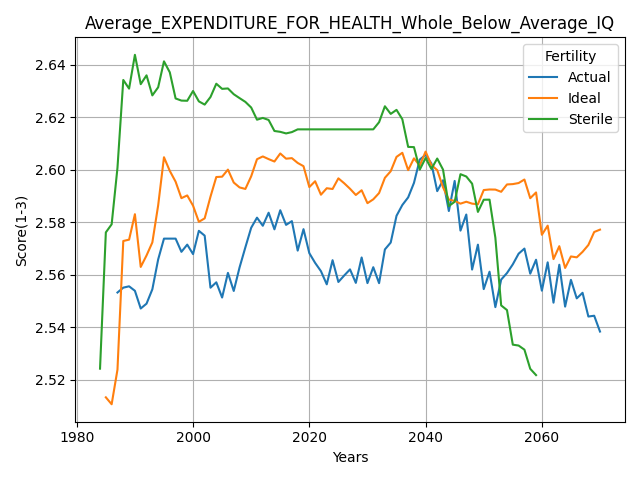 Average_EXPENDITURE_FOR_HEALTH_Whole_Below_Average_IQ
Fertility
Actual
Ideal
Sterile
Score(1-3)
2.64
2.62
2.60
2.58
2.56
2.54
2.52
1980 2000 2020 2040 2060
Years